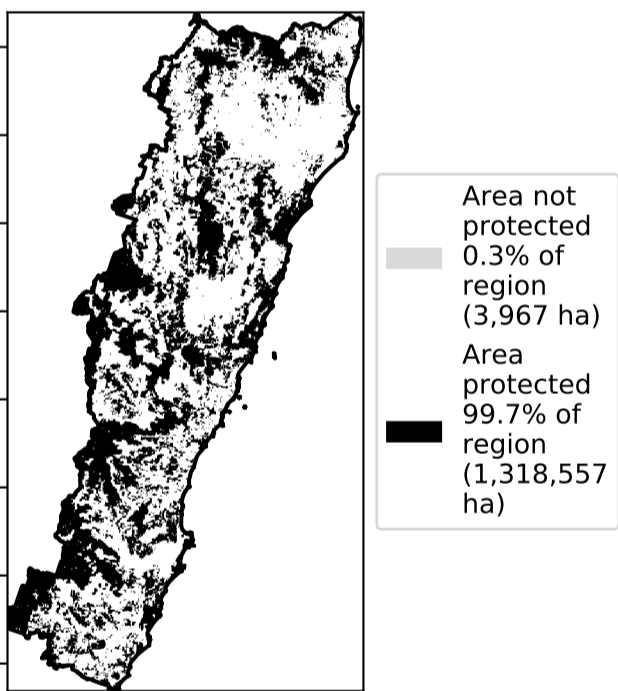 Area not
protected
0.3% of
region
(3,967 ha)
Area
protected
99.7% of
region
(1,318,557
ha)